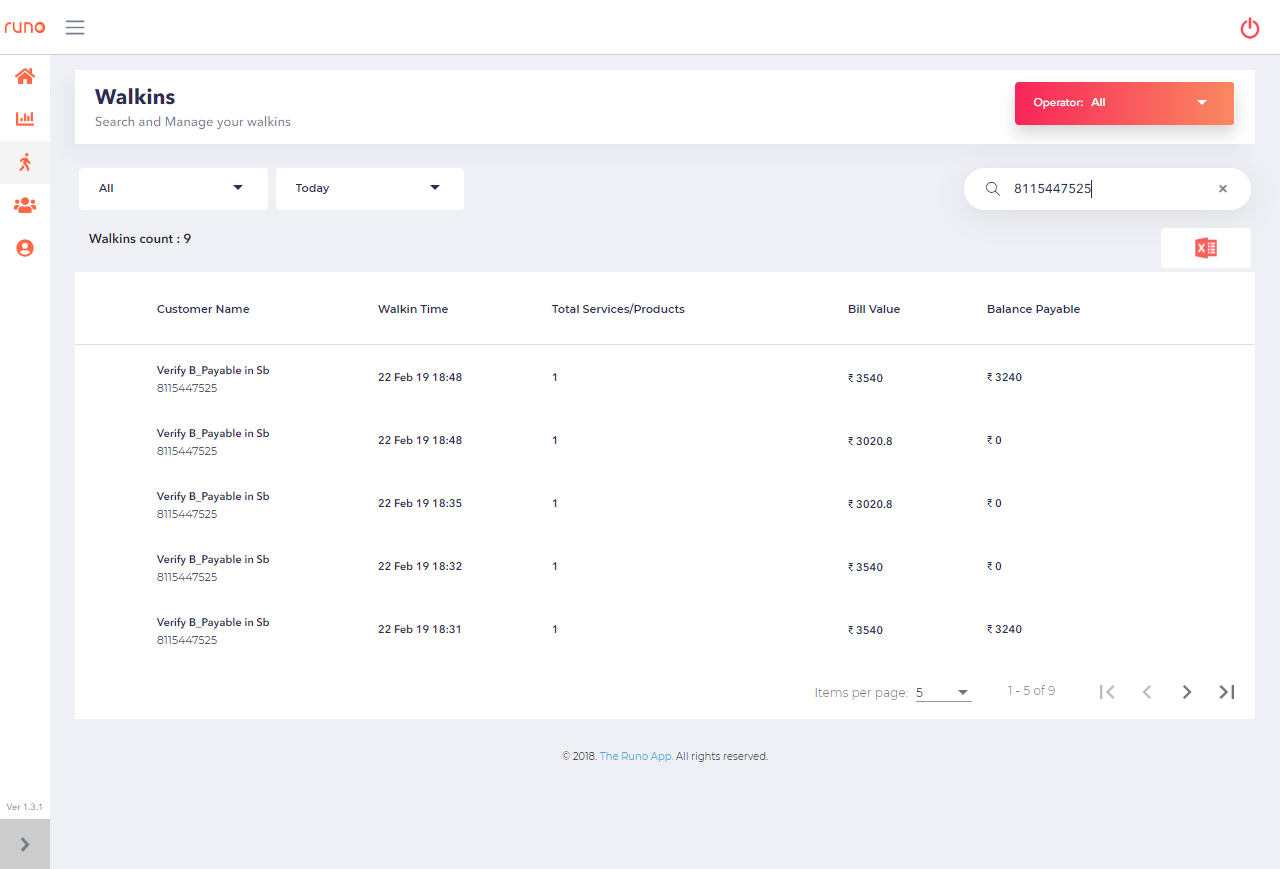 runo
Walkins
Search and Manage your walkins
Operator: All
All
Today
8115447525
Walkins count : 9
Customer Name Walkin Time Total Services/Products Bill Value Balance Payable
Verify B_Payable in Sb
8115447525
22 Feb 19 18:48 1 ₹ 3540 ₹ 3240
Verify B_Payable in Sb
8115447525
22 Feb 19 18:48 1 ₹ 3020.8 ₹ 0
Verify B_Payable in Sb
8115447525
22 Feb 19 18:35 1 ₹ 3020.8 ₹ 0
Verify B_Payable in Sb
8115447525
22 Feb 19 18:32 1 ₹ 3540 ₹ 0
Verify B_Payable in Sb
8115447525
22 Feb 19 18:31 1 ₹ 3540 ₹ 3240
Items per page: 5 1 - 5 of 9
© 2018. The Runo App. All rights reserved.
Ver 1.3.1